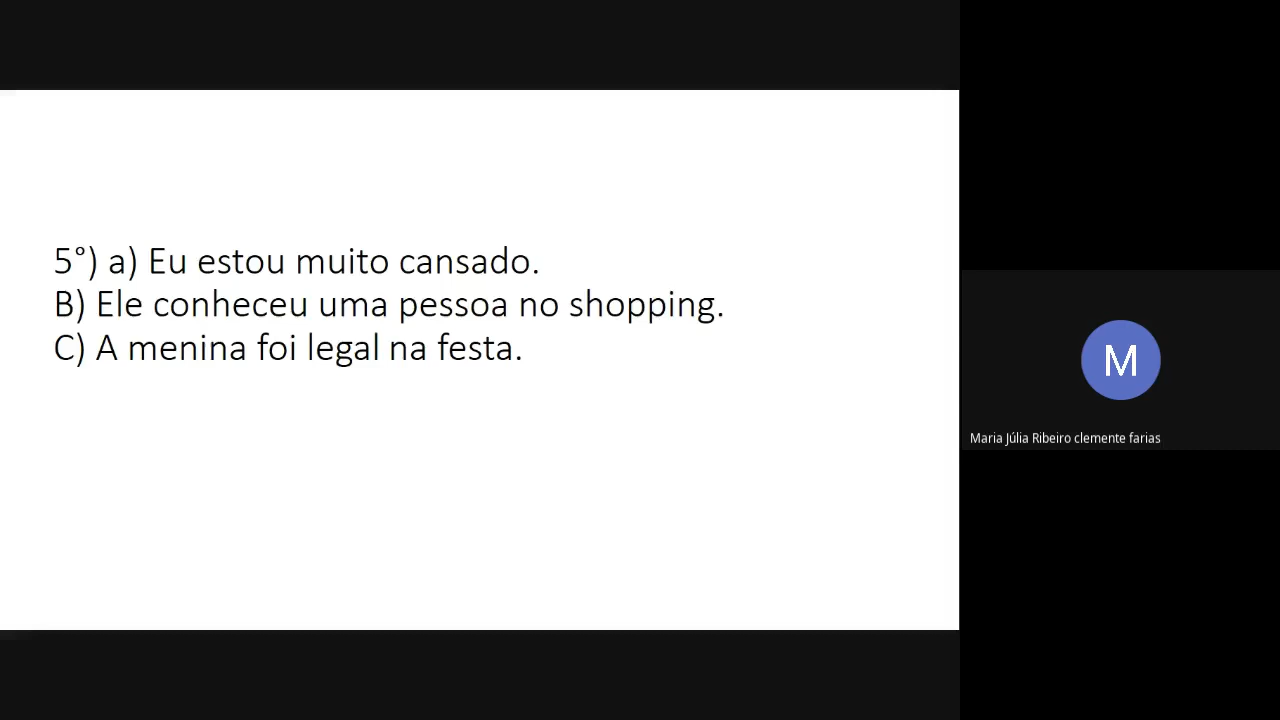 5°) a) Eu estou muito cansado.
B) Ele conheceu uma pessoa no shopping.
C) A menina foi legal na festa.
M
Maria Júlia Ribeiro clemente farias